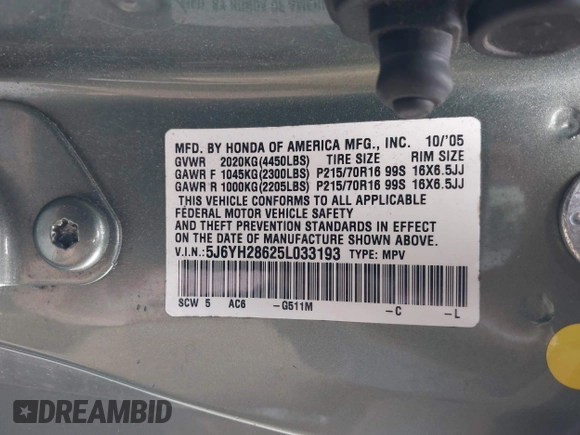 MFD. BY HONDA OF AMERICA MFG., INC. 10/'05
GVWR 2020KG(4450LBS) TIRE SIZE RIM SIZE
GAWR F 1045KG(2300LBS) P215/70R16 99S 16X6.5JJ
GAWR R 1000KG(2205LBS) P215/70R16 99S 16X6.5JJ
THIS VEHICLE CONFORMS TO ALL APPLICABLE
FEDERAL MOTOR VEHICLE SAFETY
AND THEFT PREVENTION STANDARDS IN EFFECT
ON THE DATE OF MANUFACTURE SHOWN ABOVE.
V.I.N.:5J6YH28625L033193 TYPE: MPV
SCW 5 AC6 -G511M -C -L
DREAMBID